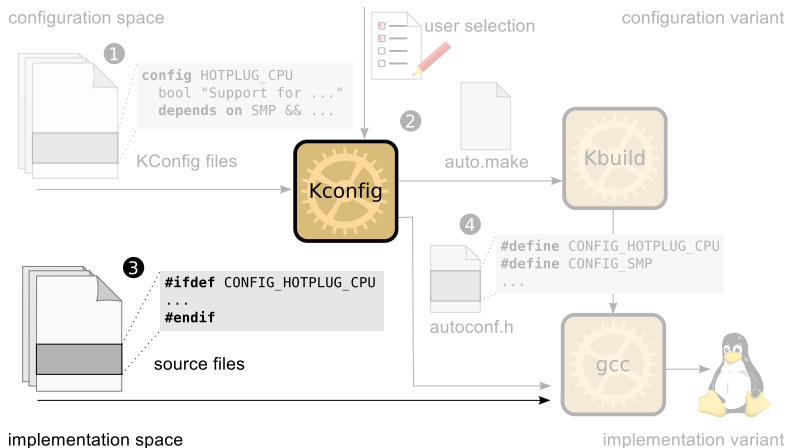 configuration space
configuration variant
user selection
1
config HOTPLUG_CPU
bool "Support for ..."
depends on SMP && ...
KConfig files
2
auto.make
Kbuild
Kconfig
4
#define CONFIG_HOTPLUG_CPU
#define CONFIG_SMP
...
autoconf.h
3
#ifdef CONFIG_HOTPLUG_CPU
...
#endif
source files
gcc
implementation space
implementation variant